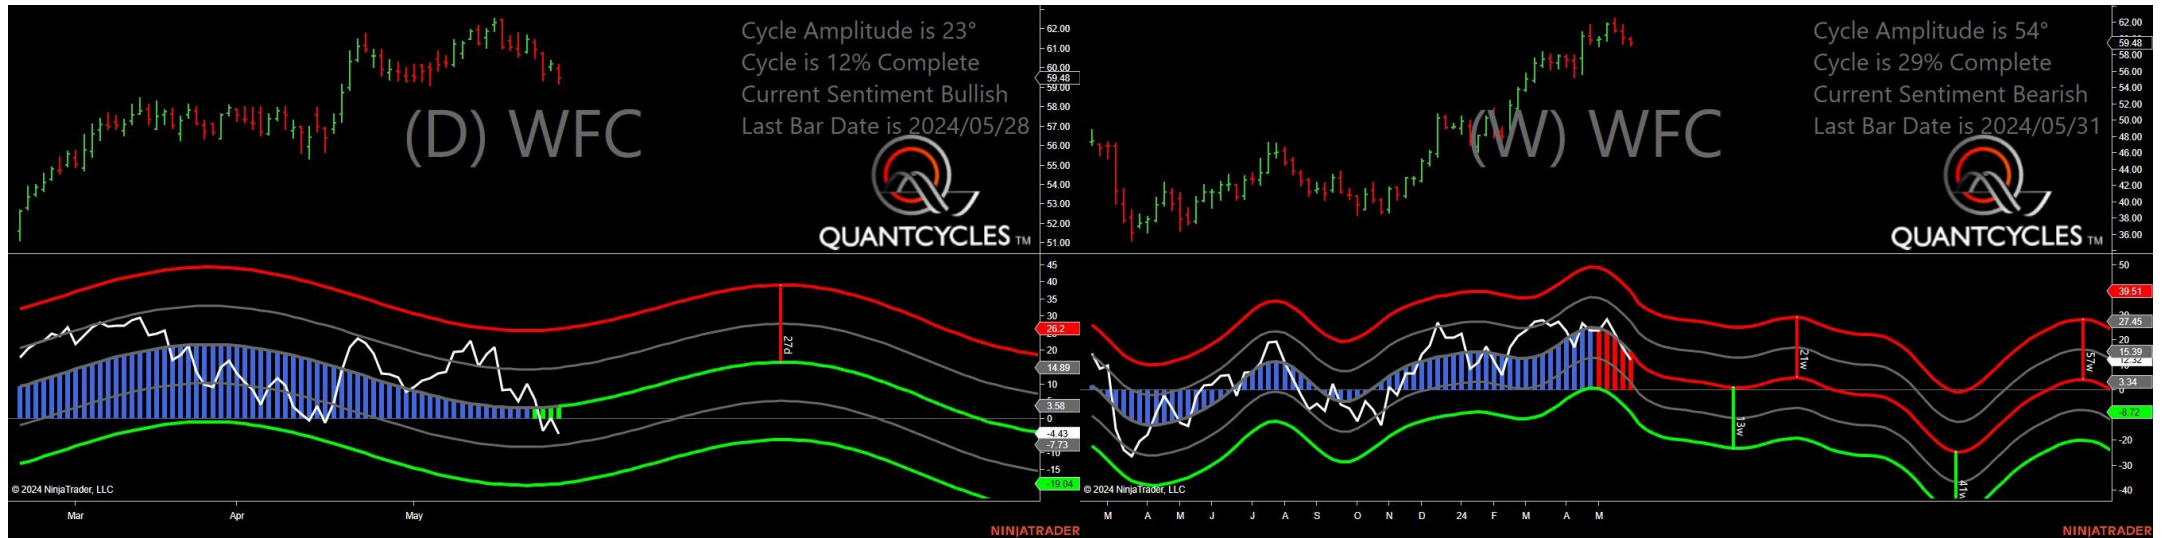 Cycle Amplitude is 23°
Cycle is 12% Complete
Current Sentiment Bullish
Last Bar Date is 2024/05/28
(D) WFC
QUANTCYCLES TM
62.00
61.00
60.00
59.48
59.00
58.00
57.00
56.00
55.00
54.00
53.00
52.00
51.00
45
40
35
30
26.2
20
14.89
10
5
3.58
0
-4.43
-7.73
-10
-15
-19.04
27d
© 2024 NinjaTrader, LLC
Mar Apr May
NINJATRADER
Cycle Amplitude is 54°
Cycle is 29% Complete
Current Sentiment Bearish
Last Bar Date is 2024/05/31
(W) WFC
QUANTCYCLES TM
62.00
59.48
58.00
56.00
54.00
52.00
50.00
48.00
46.00
44.00
42.00
40.00
38.00
36.00
50
39.51
27.45
20
15.39
3.34
0
-8.72
-20
-30
-40
13w
21w
41w
57w
© 2024 NinjaTrader, LLC
M A M J J A S O N D 24 F M A M
NINJATRADER